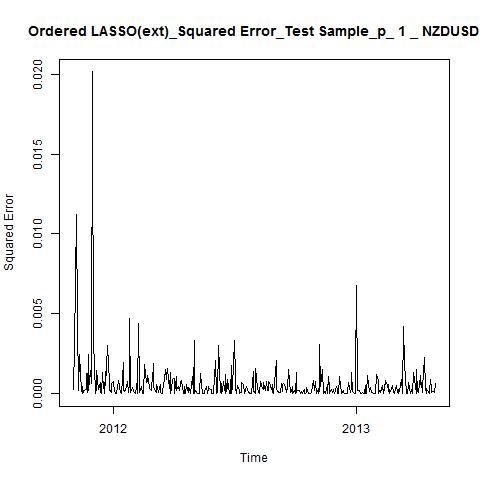 Ordered LASSO(ext)_Squared Error_Test Sample_p_ 1 _ NZDUSD
0.020
0.015
0.010
0.005
0.000
Squared Error
2012 2013
Time